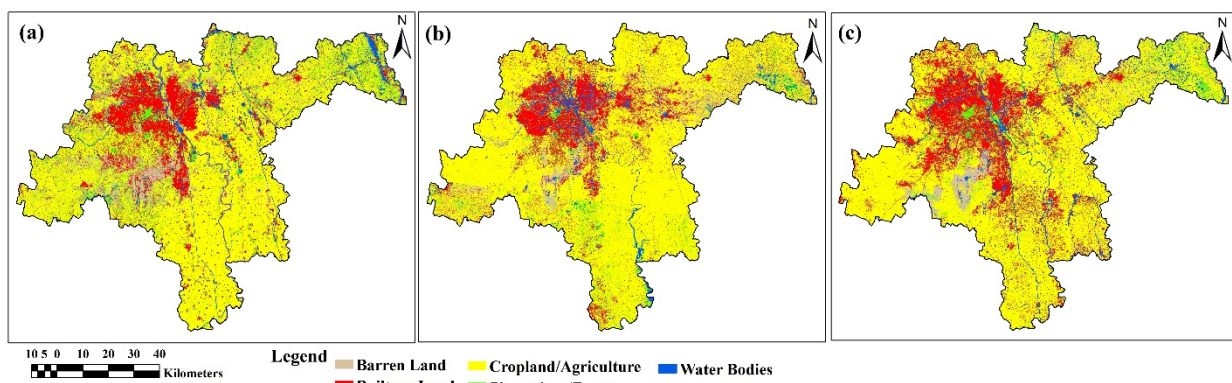 (a)
N
(b)
N
(c)
N
10 5 0 10 20 30 40
Kilometers
Legend
Barren Land
Cropland/Agriculture
Water Bodies